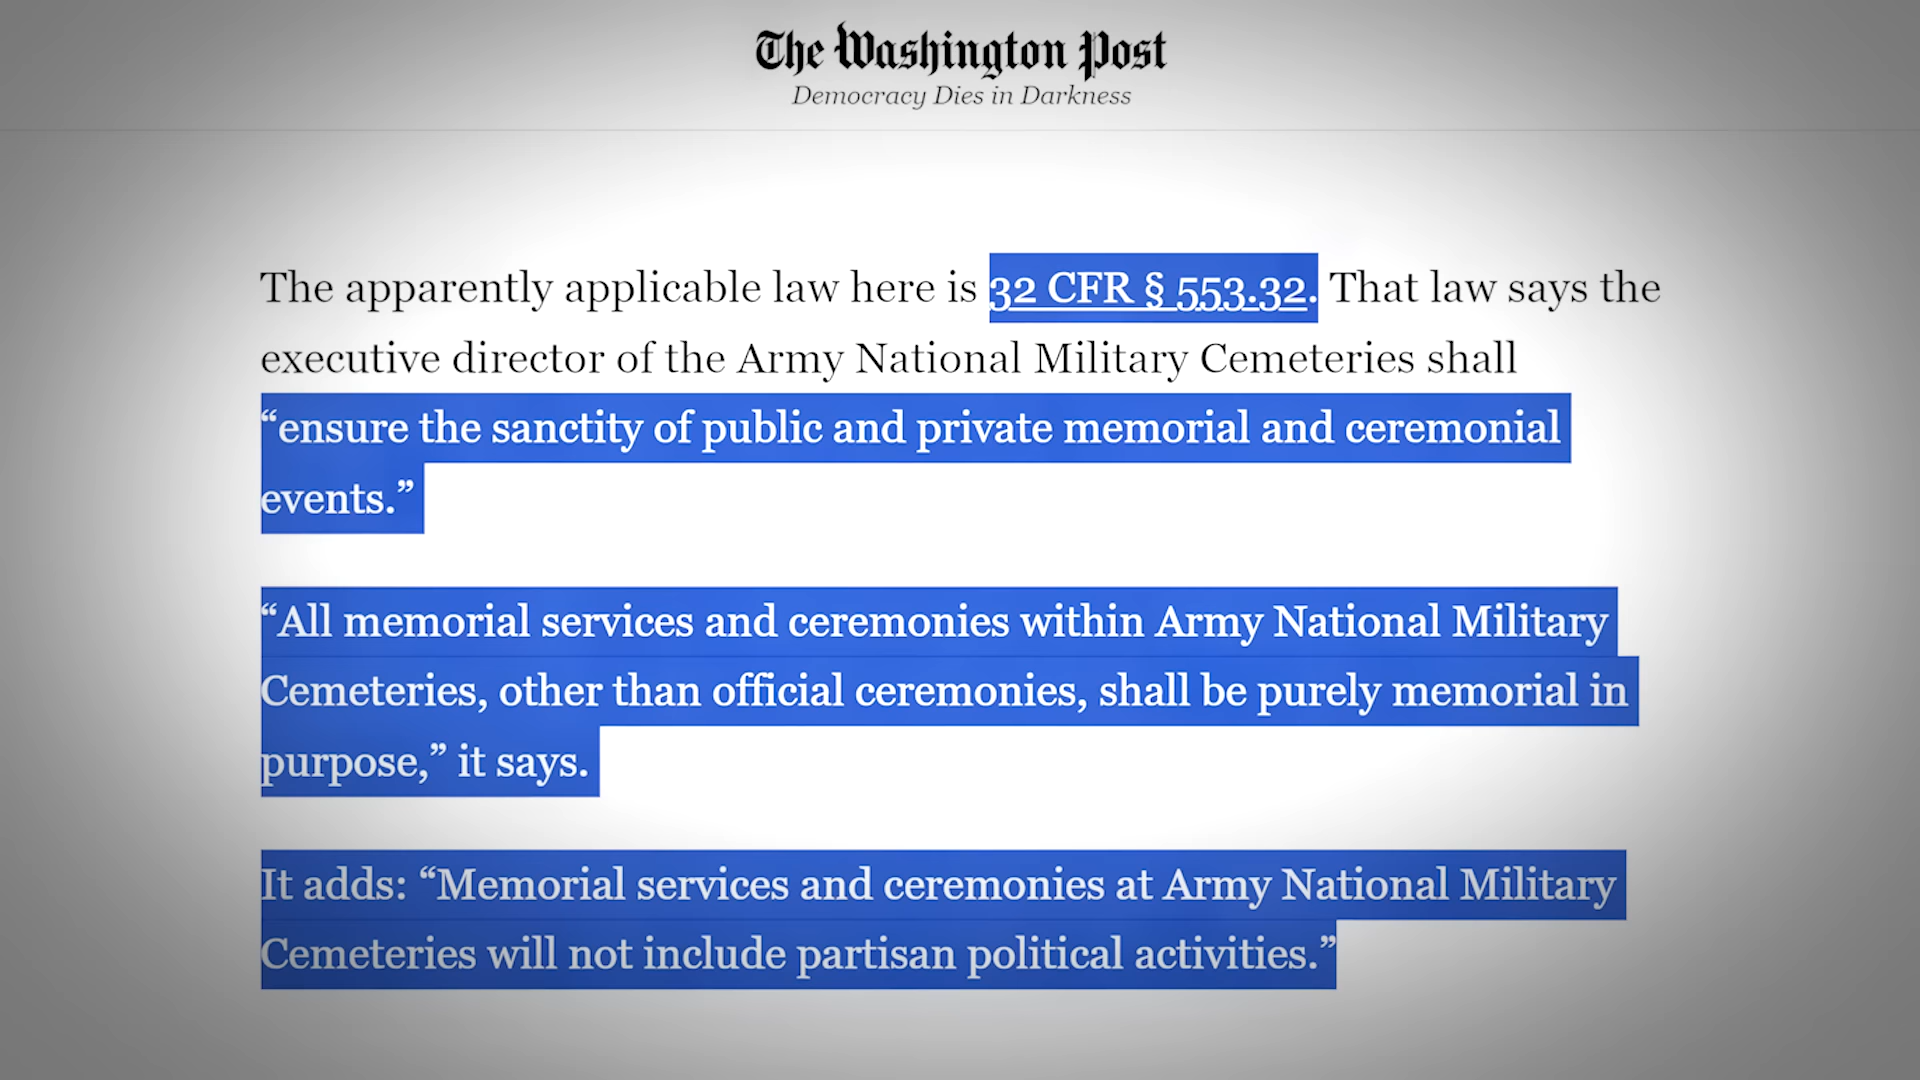 The Washington Post
Democracy Dies in Darkness
The apparently applicable law here is 32 CFR § 553.32. That law says the
executive director of the Army National Military Cemeteries shall
“ensure the sanctity of public and private memorial and ceremonial
events.”
“All memorial services and ceremonies within Army National Military
Cemeteries, other than official ceremonies, shall be purely memorial in
purpose,” it says.
It adds: “Memorial services and ceremonies at Army National Military
Cemeteries will not include partisan political activities.”